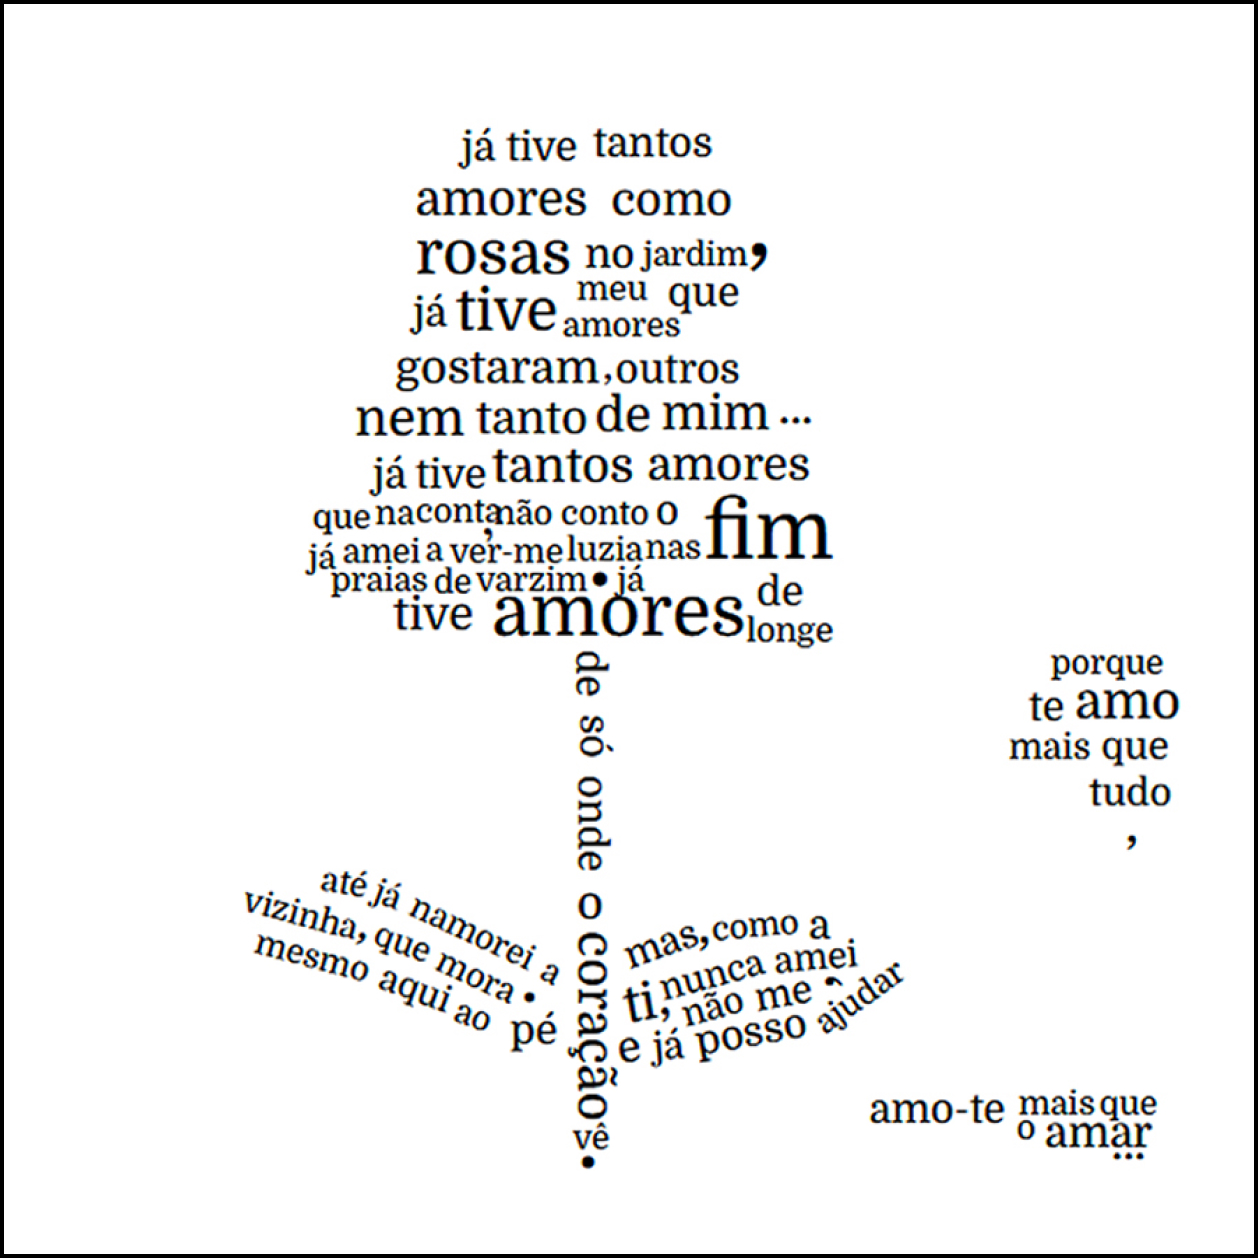 já tive tantos
amores como
rosas no jardim,
já tive meu amores que
gostaram, outros
nem tanto de mim ...
já tive tantos amores
que na conta, não conto o fim
já amei a ver-me luzia nas
praias de varzim • já
tive amores de longe
de só onde o coração vê •
até já namorei a
vizinha, que mora •
mesmo aqui ao pé
mas, como a
ti, nunca amei
não me ,
e já posso ajudar
porque
te amo
mais que
tudo
,
amo-te mais que
o amar
...